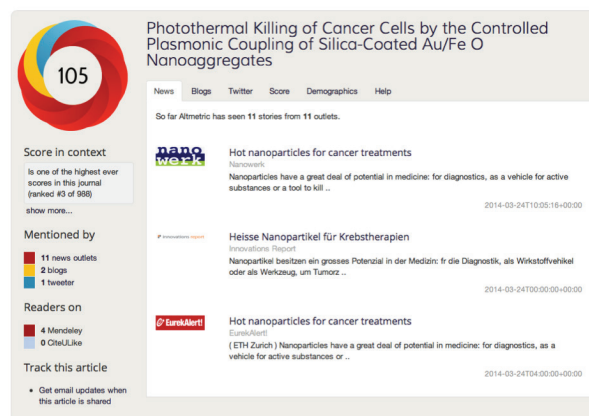 105
Photothermal Killing of Cancer Cells by the Controlled
Plasmonic Coupling of Silica-Coated Au/Fe O
Nanoaggregates
News Blogs Twitter Score Demographics Help
So far Altmetric has seen 11 stories from 11 outlets.
Score in context
Is one of the highest ever
scores in this journal
(ranked #3 of 988)
show more...
Mentioned by
11 news outlets
2 blogs
1 tweeter
Readers on
4 Mendeley
0 CiteULike
Track this article
• Get email updates when
this article is shared
nano
werk
Hot nanoparticles for cancer treatments
Nanowerk
Nanoparticles have a great deal of potential in medicine: for diagnostics, as a vehicle for active
substances or a tool to kill ..
2014-03-24T10:05:16+00:00
innovations report
Heisse Nanopartikel für Krebstherapien
Innovations Report
Nanopartikel besitzen ein grosses Potenzial in der Medizin: fr die Diagnostik, als Wirkstoffvehikel
oder als Werkzeug, um Tumorz ..
2014-03-24T00:00:00+00:00
EurekAlert!
Hot nanoparticles for cancer treatments
EurekAlert!
( ETH Zurich ) Nanoparticles have a great deal of potential in medicine: for diagnostics, as a
vehicle for active substances or ..
2014-03-24T04:00:00+00:00